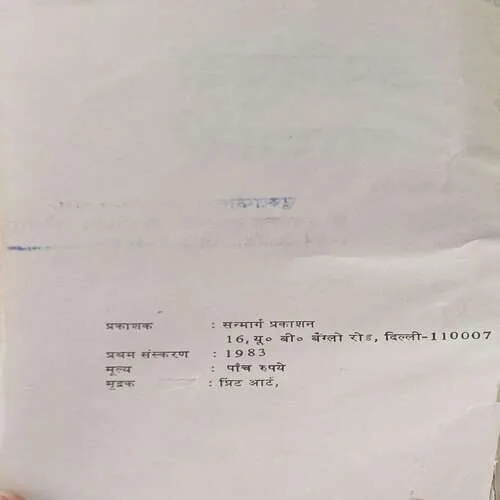 प्रकाशक : सन्मार्ग प्रकाशन
16, यू० बी० बेंग्लो रोड, दिल्ली-110007
प्रथम संस्करण : 1983
मूल्य : पाँच रुपये
मुद्रक : प्रिंट आर्ट,